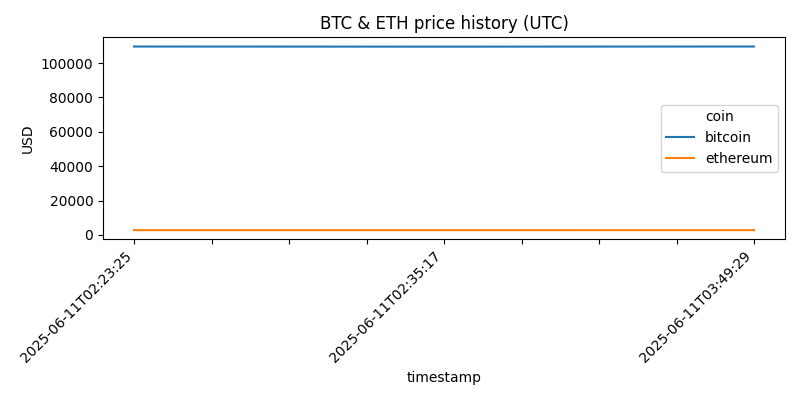 BTC & ETH price history (UTC)
100000
80000
60000
40000
20000
0
USD
coin
bitcoin
ethereum
2025-06-11T02:23:25
2025-06-11T02:35:17
2025-06-11T03:49:29
timestamp